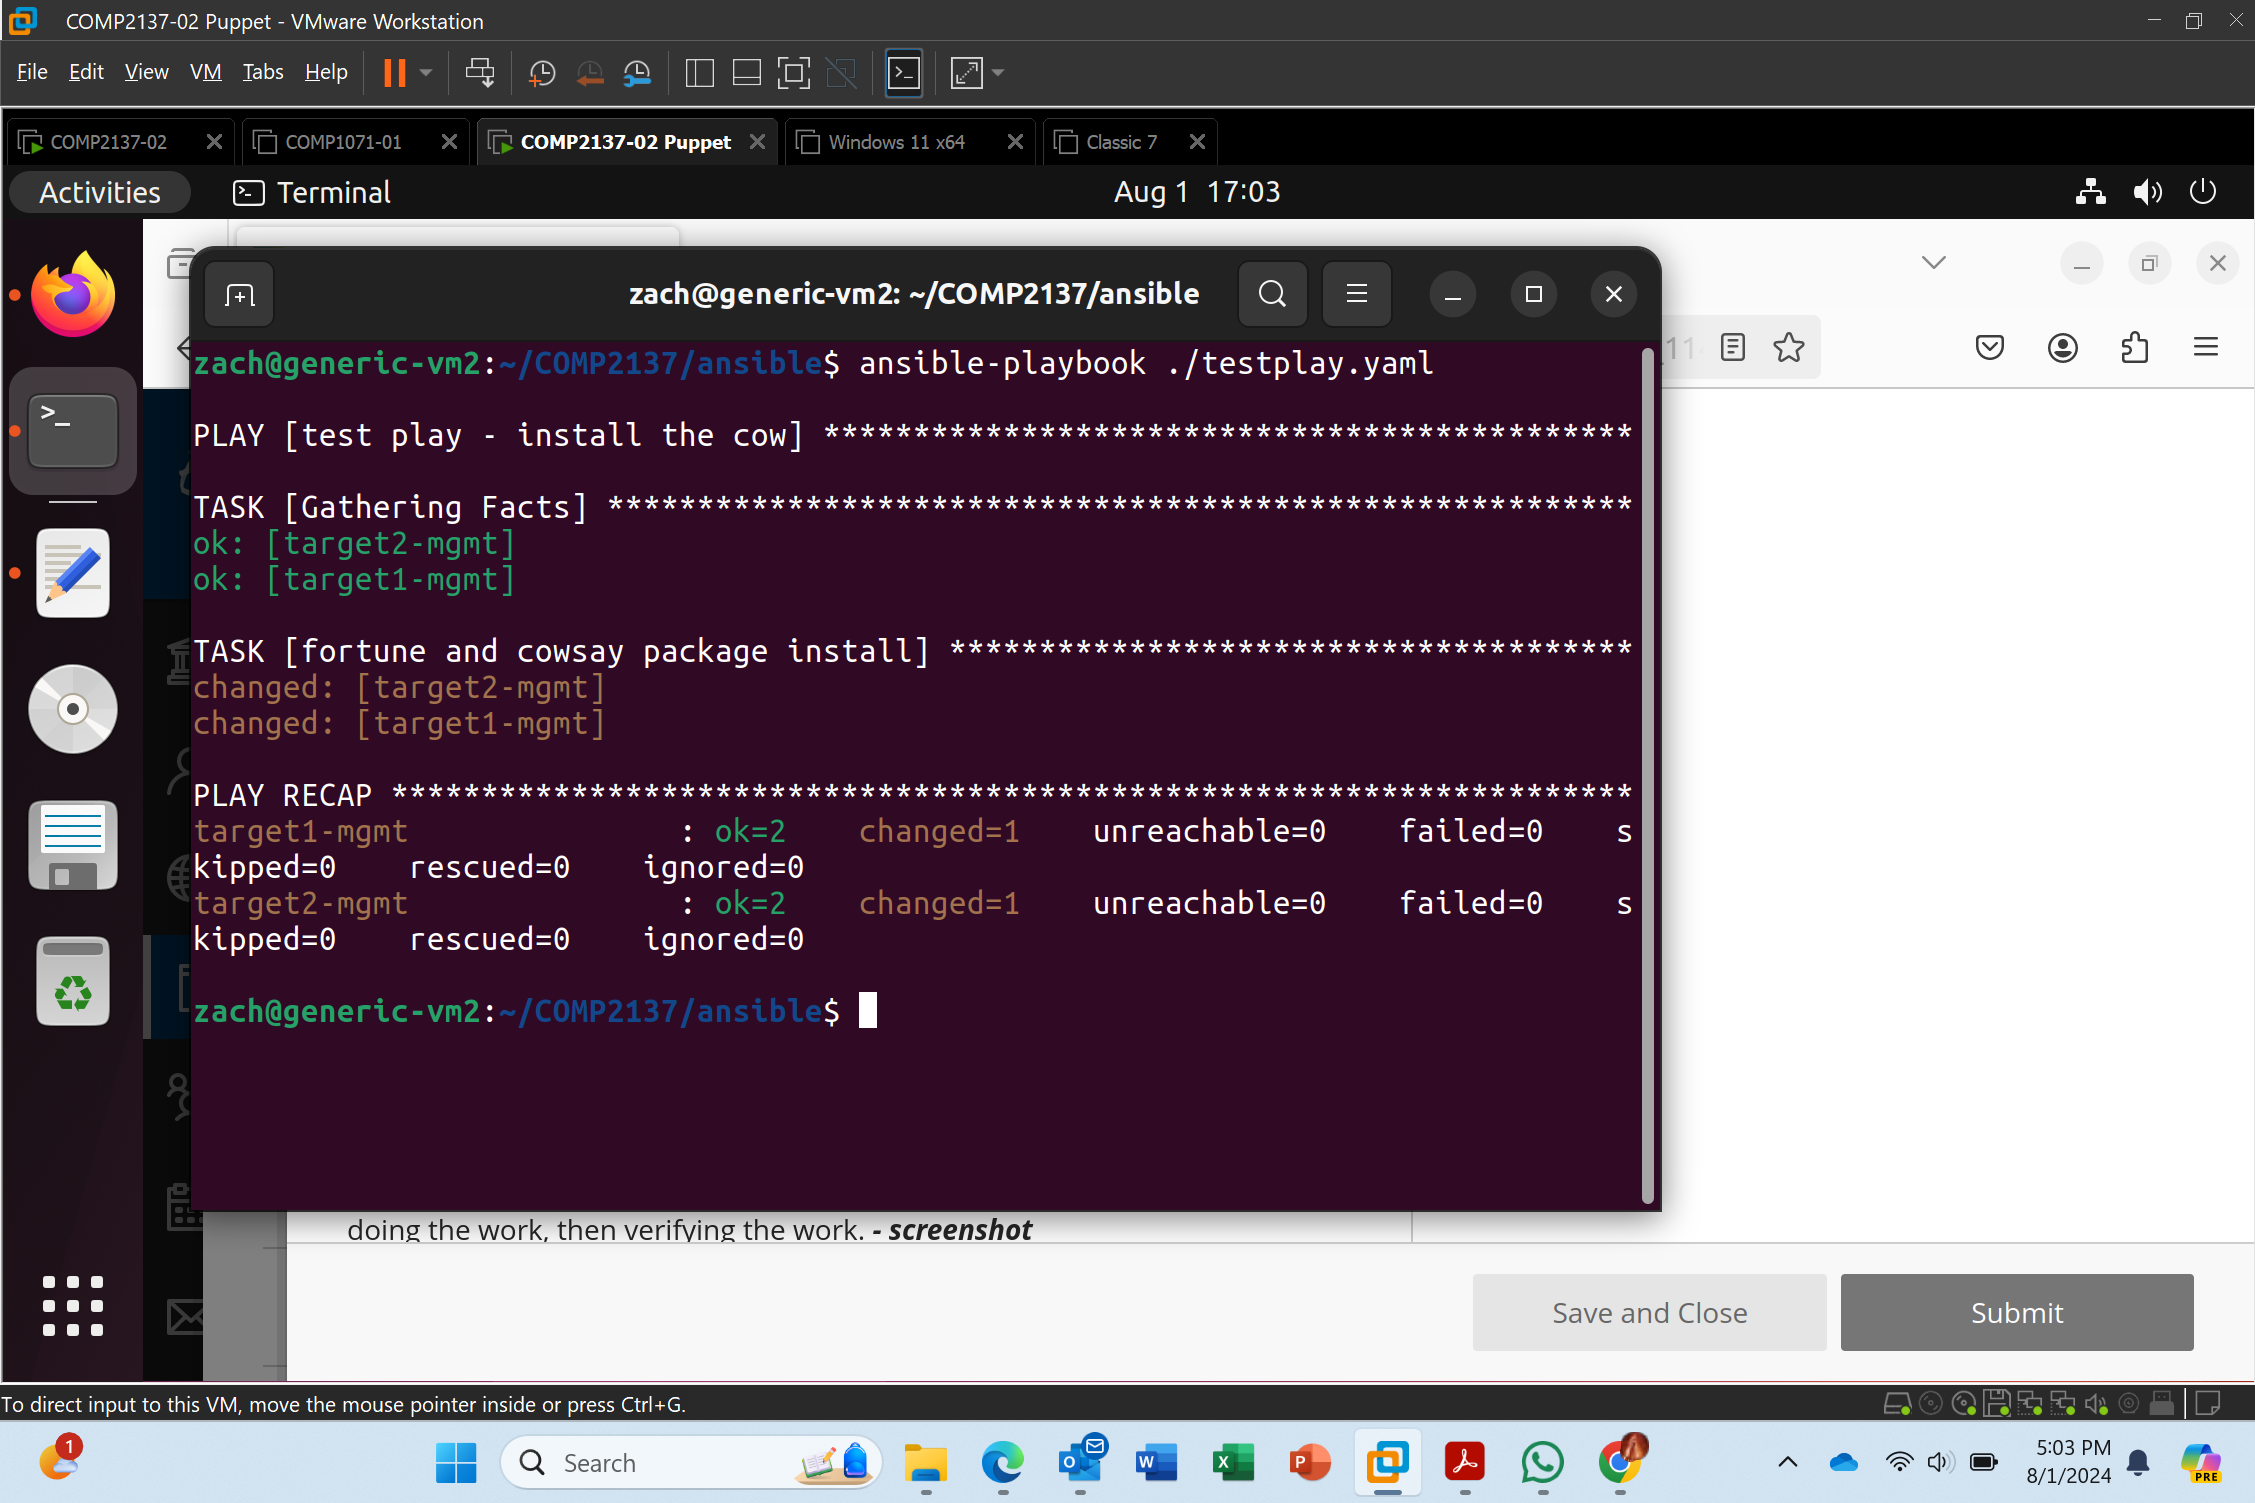 COMP2137-02 Puppet - VMware Workstation
File Edit View VM Tabs Help
COMP2137-02 COMP1071-01 COMP2137-02 Puppet Windows 11 x64 Classic 7
Activities Terminal Aug 1 17:03
zach@generic-vm2: ~/COMP2137/ansible
zach@generic-vm2:~/COMP2137/ansible$ ansible-playbook ./testplay.yaml
PLAY [test play - install the cow] *********************************************
TASK [Gathering Facts] *********************************************************
ok: [target2-mgmt]
ok: [target1-mgmt]
TASK [fortune and cowsay package install] **************************************
changed: [target2-mgmt]
changed: [target1-mgmt]
PLAY RECAP *********************************************************************
target1-mgmt : ok=2 changed=1 unreachable=0 failed=0 s
kipped=0 rescued=0 ignored=0
target2-mgmt : ok=2 changed=1 unreachable=0 failed=0 s
kipped=0 rescued=0 ignored=0
zach@generic-vm2:~/COMP2137/ansible$
doing the work, then verifying the work. - screenshot
Save and Close Submit
To direct input to this VM, move the mouse pointer inside or press Ctrl+G.
1 Search 5:03 PM
8/1/2024
PRE